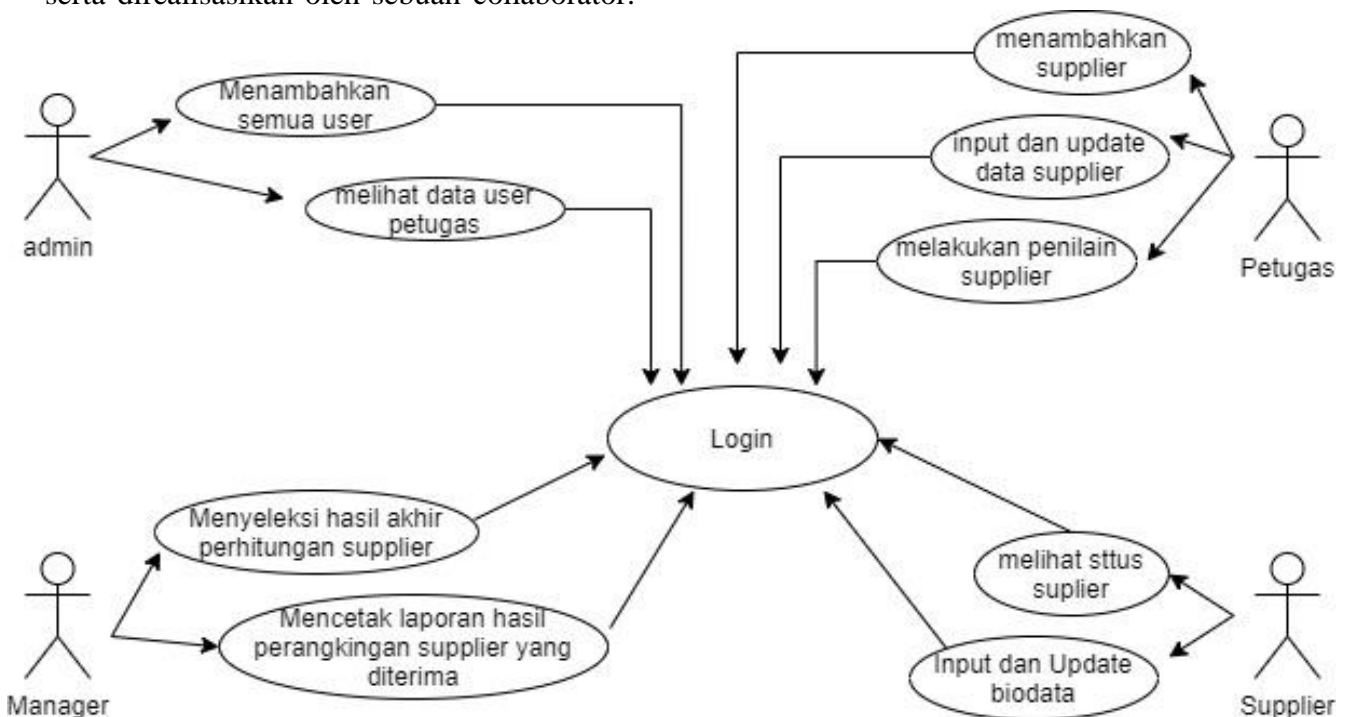 serta direalisasikan oleh sebuah collaborator.
menambahkan
supplier
Menambahkan
semua user
input dan update
data supplier
melihat data user
petugas
admin
melakukan penilain
supplier
Petugas
Login
Menyeleksi hasil akhir
perhitungan supplier
melihat sttus
suplier
Mencetak laporan hasil
perangkingan supplier yang
diterima
Input dan Update
biodata
Manager
Supplier